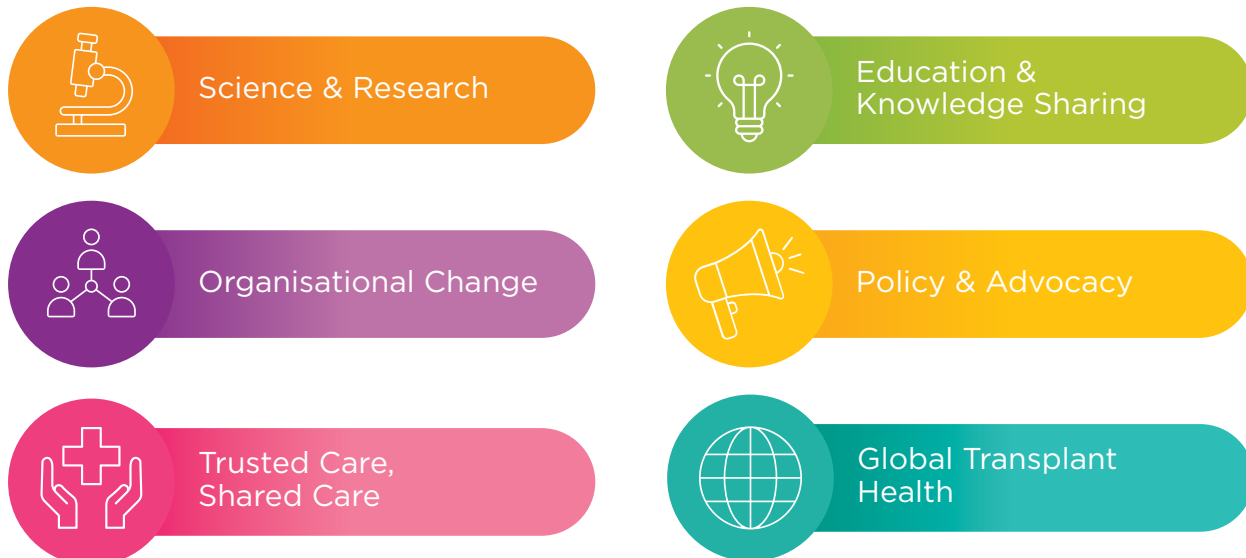 Science & Research
Education &
Knowledge Sharing
Organisational Change
Policy & Advocacy
Trusted Care,
Shared Care
Global Transplant
Health